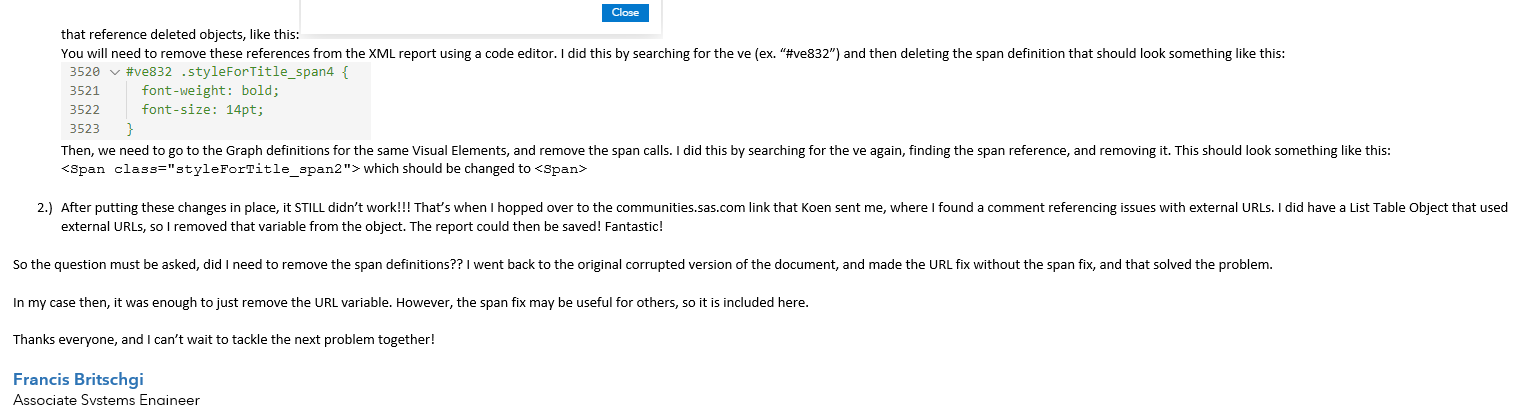 Close
that reference deleted objects, like this:
You will need to remove these references from the XML report using a code editor. I did this by searching for the ve (ex. “#ve832”) and then deleting the span definition that should look something like this:
3520 #ve832 .styleForTitle_span4 {
3521 font-weight: bold;
3522 font-size: 14pt;
3523 }
Then, we need to go to the Graph definitions for the same Visual Elements, and remove the span calls. I did this by searching for the ve again, finding the span reference, and removing it. This should look something like this:
<Span class="styleForTitle_span2"> which should be changed to <Span>
2.) After putting these changes in place, it STILL didn’t work!!! That’s when I hopped over to the communities.sas.com link that Koen sent me, where I found a comment referencing issues with external URLs. I did have a List Table Object that used
external URLs, so I removed that variable from the object. The report could then be saved! Fantastic!
So the question must be asked, did I need to remove the span definitions?? I went back to the original corrupted version of the document, and made the URL fix without the span fix, and that solved the problem.
In my case then, it was enough to just remove the URL variable. However, the span fix may be useful for others, so it is included here.
Thanks everyone, and I can’t wait to tackle the next problem together!
Francis Britschgi
Associate Systems Engineer